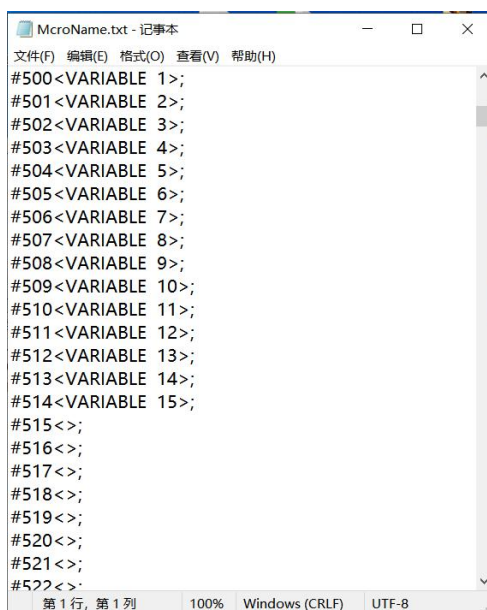 McroName.txt - 记事本
文件(F) 编辑(E) 格式(O) 查看(V) 帮助(H)
#500<VARIABLE 1>;
#501<VARIABLE 2>;
#502<VARIABLE 3>;
#503<VARIABLE 4>;
#504<VARIABLE 5>;
#505<VARIABLE 6>;
#506<VARIABLE 7>;
#507<VARIABLE 8>;
#508<VARIABLE 9>;
#509<VARIABLE 10>;
#510<VARIABLE 11>;
#511<VARIABLE 12>;
#512<VARIABLE 13>;
#513<VARIABLE 14>;
#514<VARIABLE 15>;
#515<>;
#516<>;
#517<>;
#518<>;
#519<>;
#520<>;
#521<>;
#522<>;
第 1 行, 第 1 列 100% Windows (CRLF) UTF-8